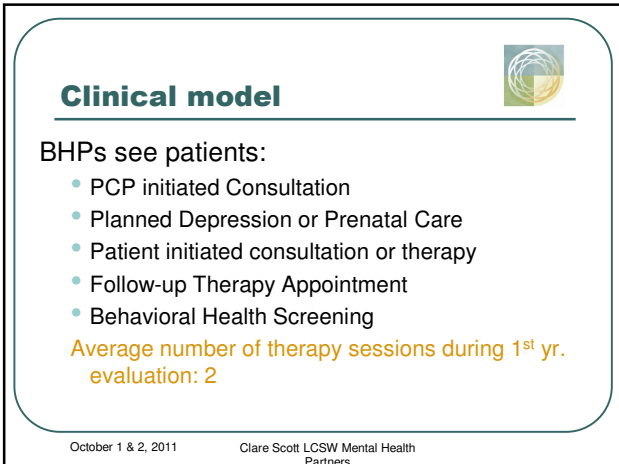 Clinical model
BHPs see patients:
• PCP initiated Consultation
• Planned Depression or Prenatal Care
• Patient initiated consultation or therapy
• Follow-up Therapy Appointment
• Behavioral Health Screening
Average number of therapy sessions during 1st yr.
evaluation: 2
October 1 & 2, 2011
Clare Scott LCSW Mental Health
Partners